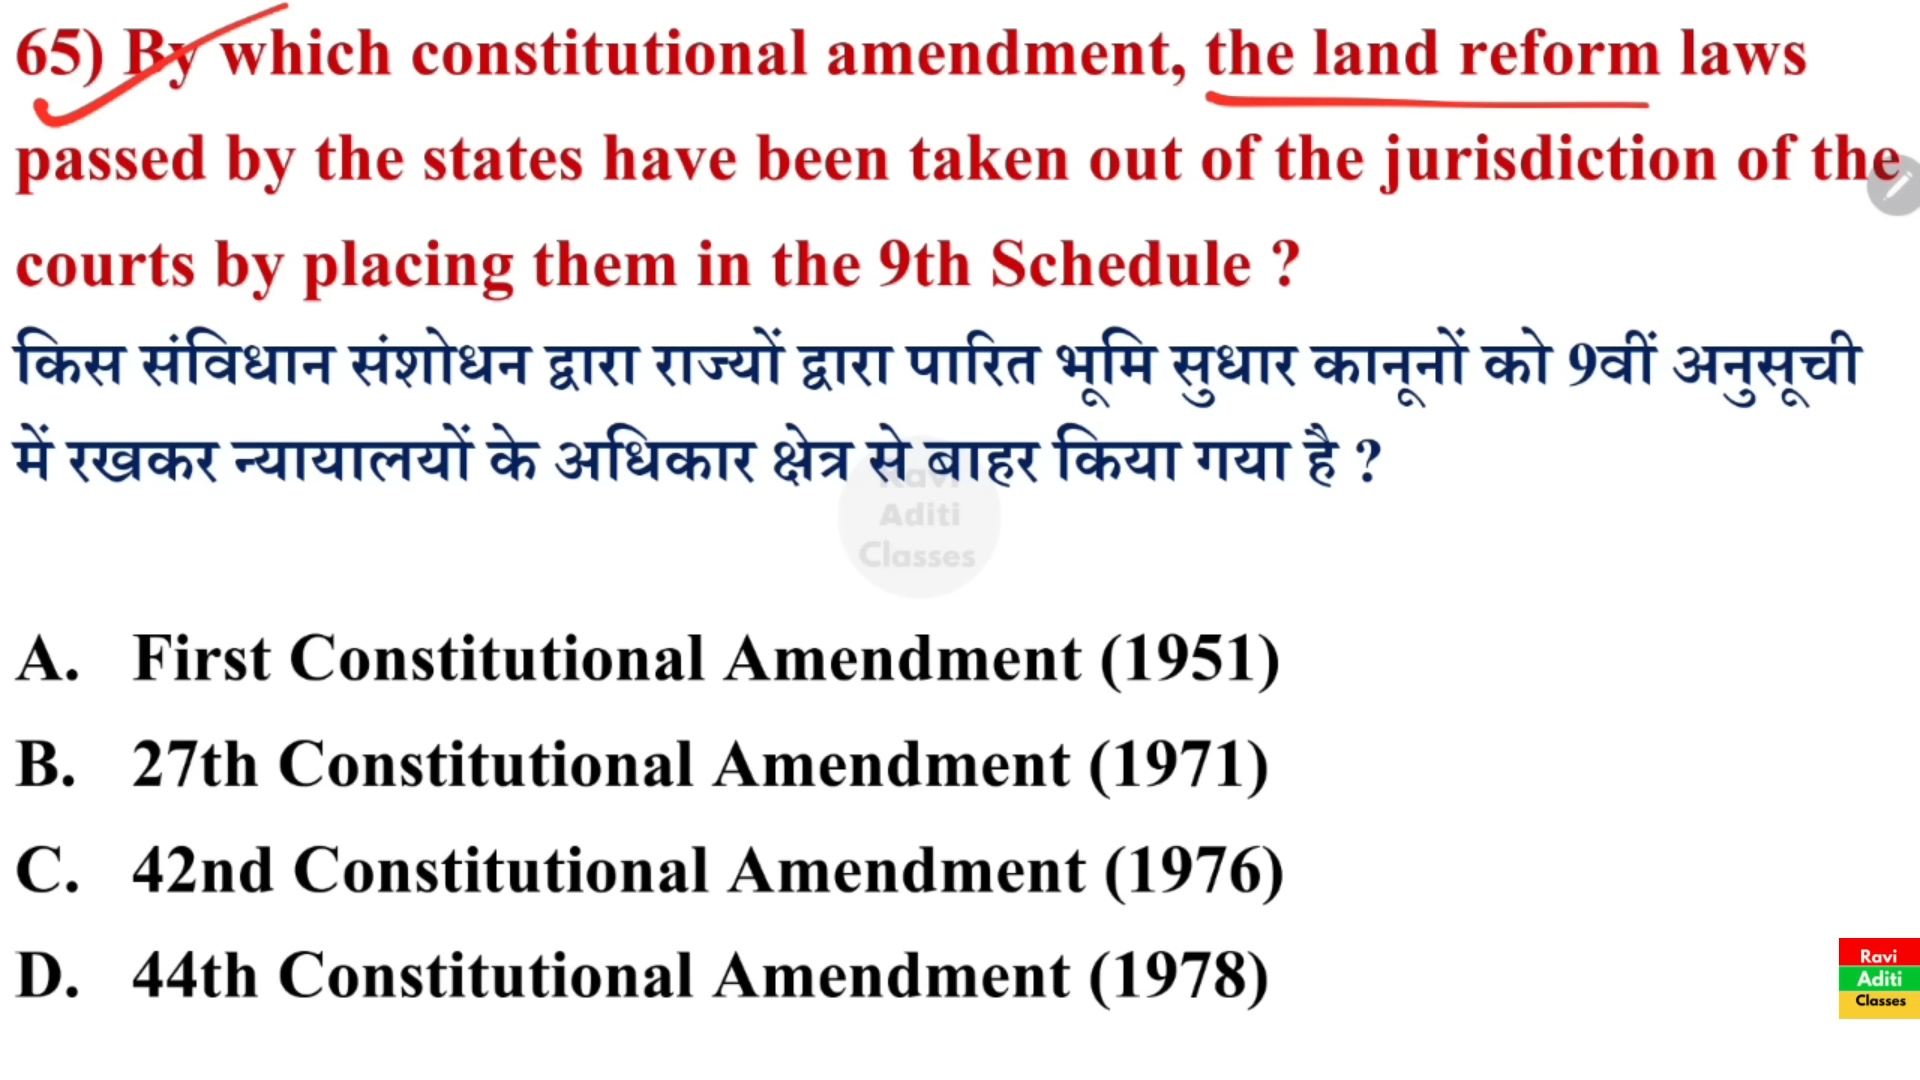 65) By which constitutional amendment, the land reform laws
passed by the states have been taken out of the jurisdiction of the
courts by placing them in the 9th Schedule ?
किस संविधान संशोधन द्वारा राज्यों द्वारा पारित भूमि सुधार कानूनों को 9वीं अनुसूची
में रखकर न्यायालयों के अधिकार क्षेत्र से बाहर किया गया है ?
Ravi
Aditi
Classes
A. First Constitutional Amendment (1951)
B. 27th Constitutional Amendment (1971)
C. 42nd Constitutional Amendment (1976)
D. 44th Constitutional Amendment (1978)
Ravi
Aditi
Classes